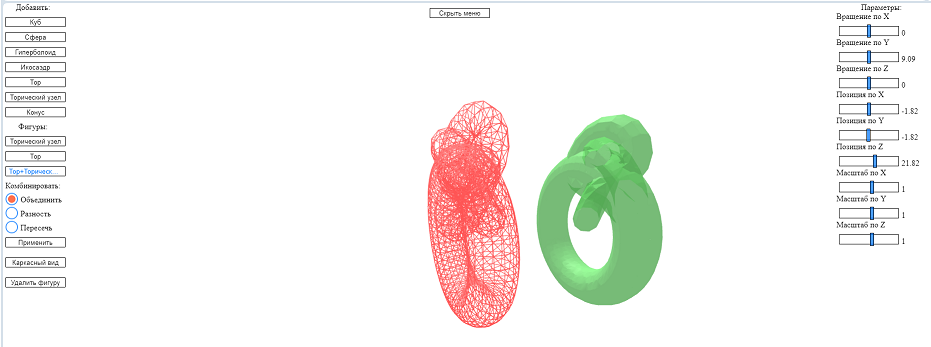 Добавить:
Куб
Сфера
Гиперболоид
Икосаэдр
Тор
Торический узел
Конус
Фигуры:
Торический узел
Тор
Тор+Торическ...
Комбинировать:
Объединить
Разность
Пересечь
Применить
Каркасный вид
Удалить фигуру
Скрыть меню
Параметры:
Вращение по X
0
Вращение по Y
9.09
Вращение по Z
0
Позиция по X
-1.82
Позиция по Y
-1.82
Позиция по Z
21.82
Масштаб по X
1
Масштаб по Y
1
Масштаб по Z
1